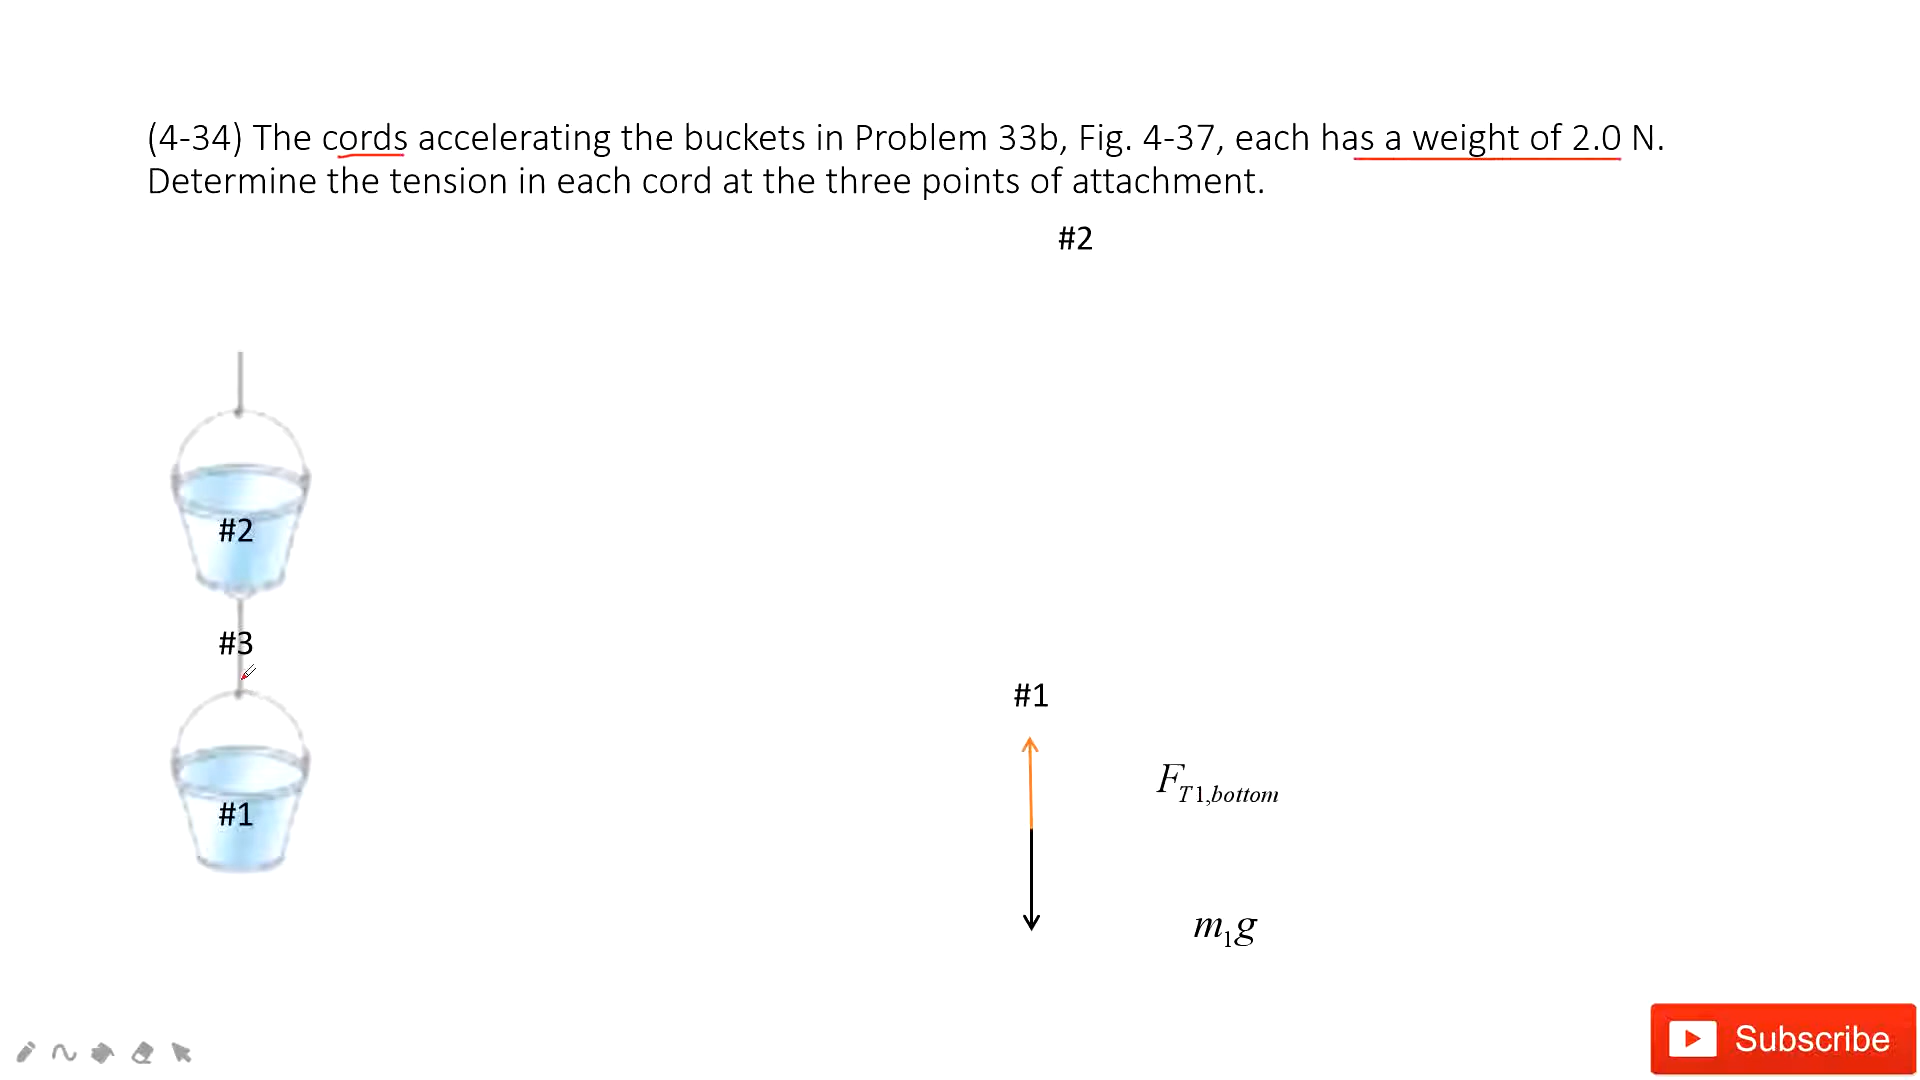 (4-34) The cords accelerating the buckets in Problem 33b, Fig. 4-37, each has a weight of 2.0 N.
Determine the tension in each cord at the three points of attachment.
#2
#2
#3
#1
#1
F_{T1,bottom}
m_1g
Subscribe